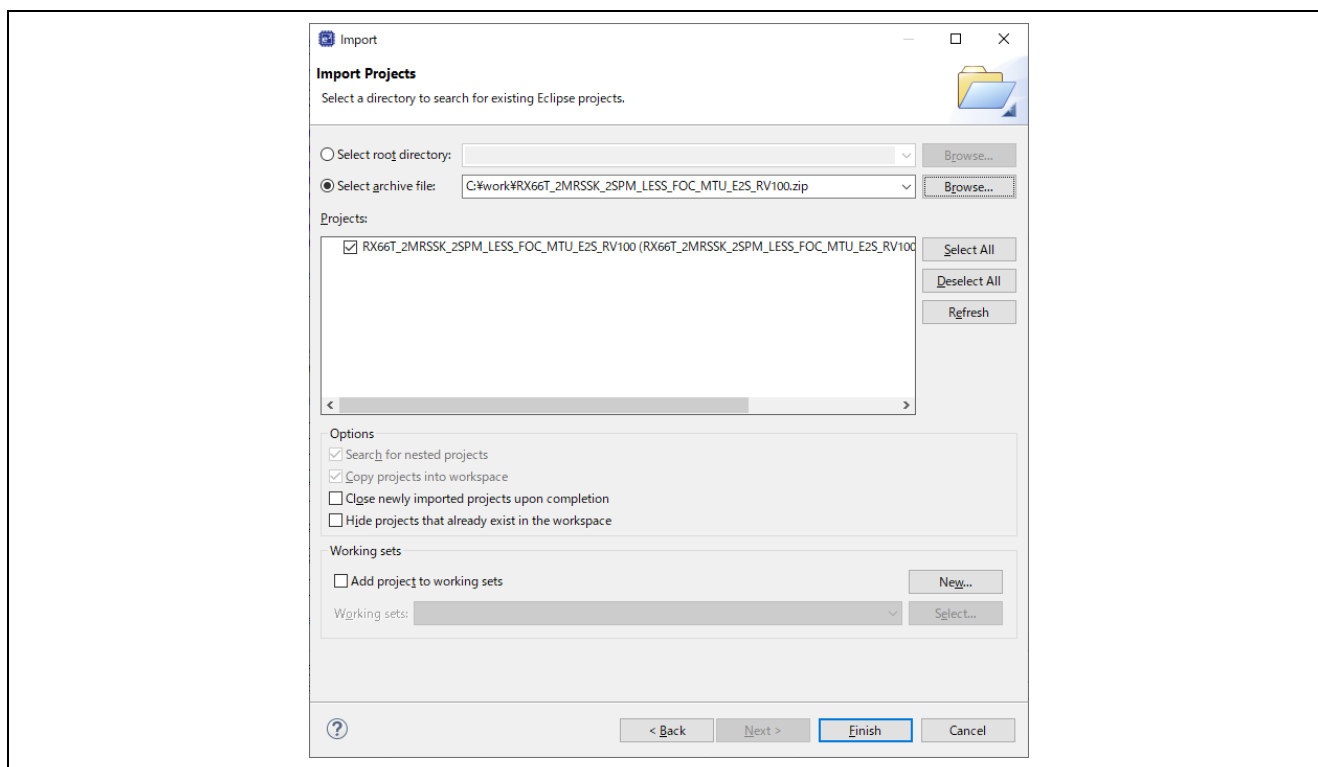 Import
Import Projects
Select a directory to search for existing Eclipse projects.
Select root directory:
Browse...
Select archive file:
C:¥work¥RX66T_2MRSSK_2SPM_LESS_FOC_MTU_E2S_RV100.zip
Browse...
Projects:
RX66T_2MRSSK_2SPM_LESS_FOC_MTU_E2S_RV100 (RX66T_2MRSSK_2SPM_LESS_FOC_MTU_E2S_RV100
Select All
Deselect All
Refresh
Options
Search for nested projects
Copy projects into workspace
Close newly imported projects upon completion
Hide projects that already exist in the workspace
Working sets
Add project to working sets
New...
Working sets:
Select...
?
< Back
Next >
Finish
Cancel